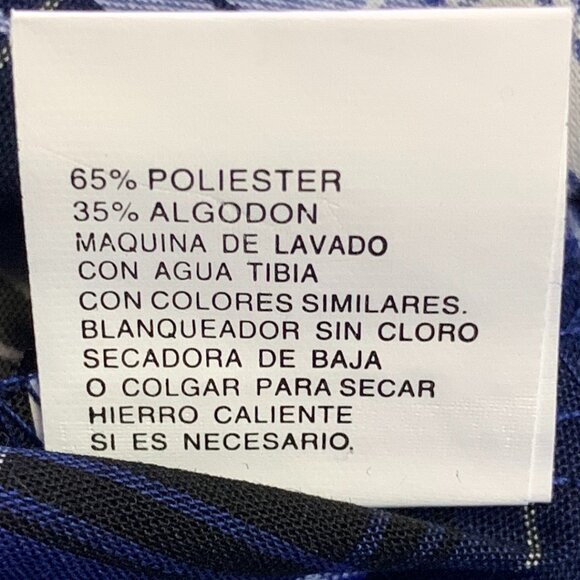 65% POLIESTER
35% ALGODON
MAQUINA DE LAVADO
CON AGUA TIBIA
CON COLORES SIMILARES.
BLANQUEADOR SIN CLORO
SECADORA DE BAJA
O COLGAR PARA SECAR
HIERRO CALIENTE
SI ES NECESARIO.